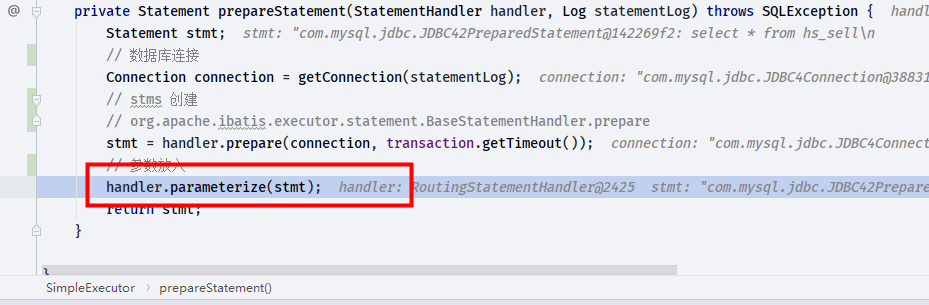 @ private Statement prepareStatement(StatementHandler handler, Log statementLog) throws SQLException { handl
Statement stmt; stmt: "com.mysql.jdbc.JDBC42PreparedStatement@142269f2: select * from hs_sell\n
// 数据库连接
Connection connection = getConnection(statementLog); connection: "com.mysql.jdbc.JDBC4Connection@38831
// stms 创建
// org.apache.ibatis.executor.statement.BaseStatementHandler.prepare
stmt = handler.prepare(connection, transaction.getTimeout()); connection: "com.mysql.jdbc.JDBC4Connect
// 参数放入
handler.parameterize(stmt); handler: RoutingStatementHandler@2425 stmt: "com.mysql.jdbc.JDBC42Prepare
return stmt;
}
}
SimpleExecutor › prepareStatement()